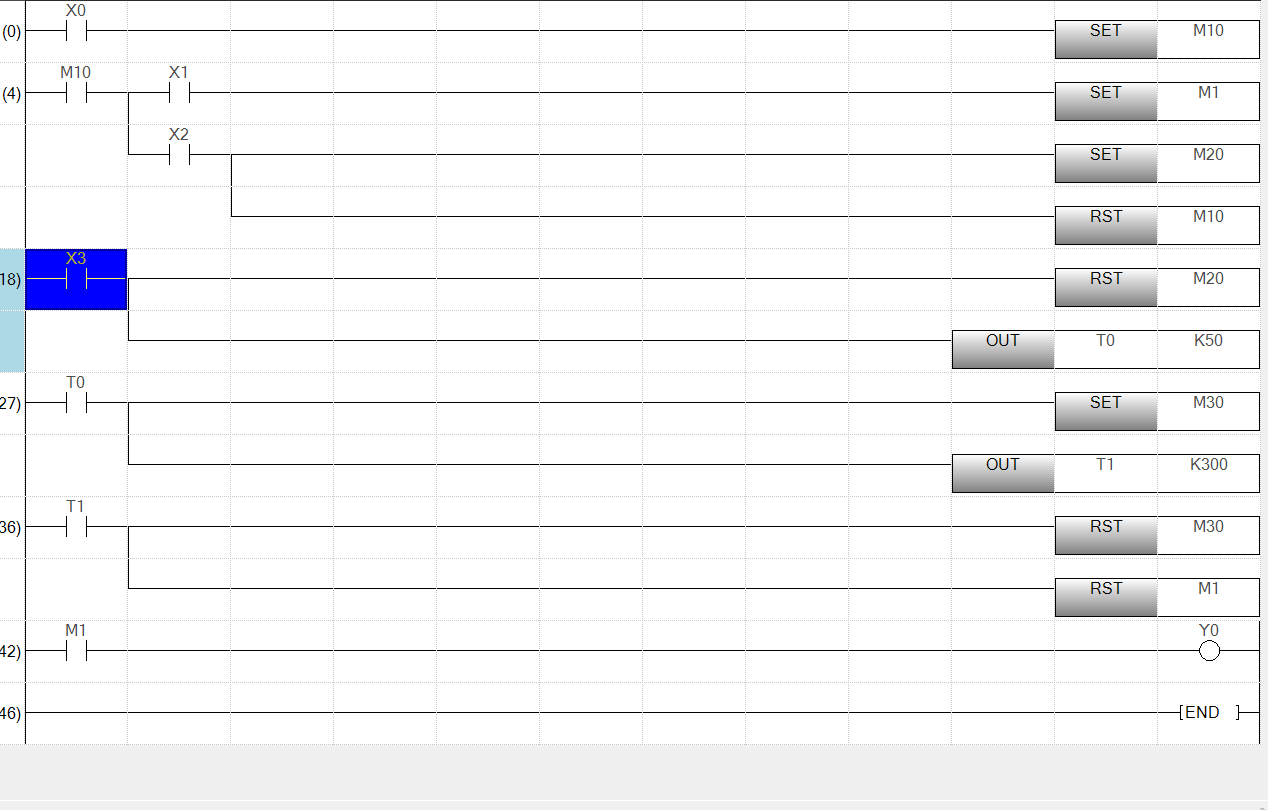 X0
(0) SET M10
M10 X1
(4) SET M1
X2
SET M20
RST M10
X3
18) RST M20
OUT T0 K50
T0
27) SET M30
OUT T1 K300
T1
36) RST M30
RST M1
M1 Y0
42)
46) [END ]